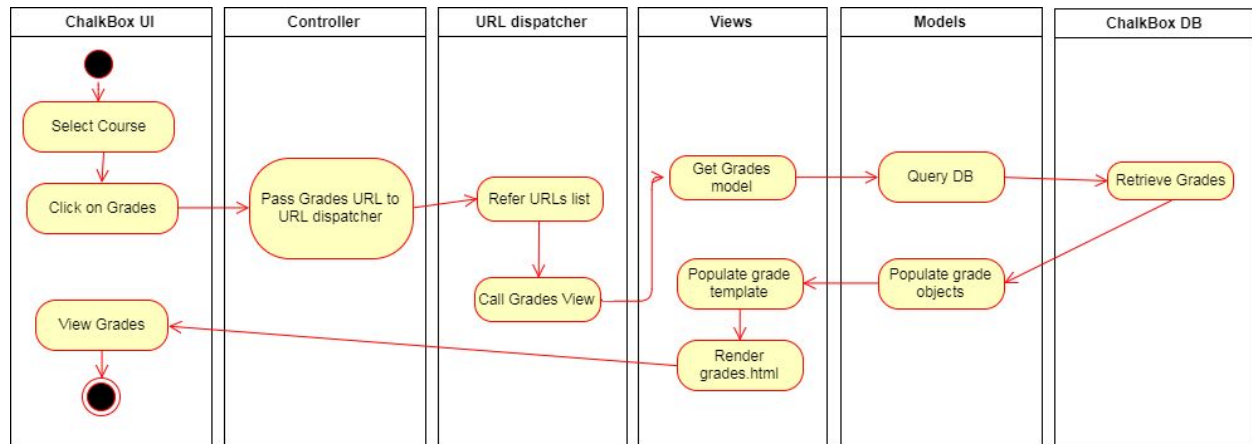 ChalkBox UI
Controller
URL dispatcher
Views
Models
ChalkBox DB
Select Course
Click on Grades
Pass Grades URL to
URL dispatcher
Refer URLs list
Call Grades View
Get Grades
model
Query DB
Retrieve Grades
Populate grade
objects
Populate grade
template
Render
grades.html
View Grades